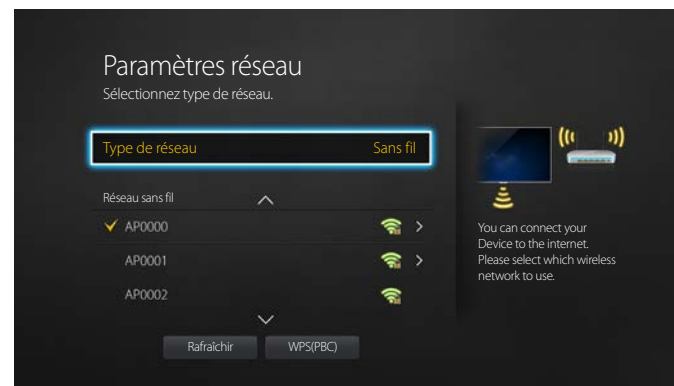 Paramètres réseau
Sélectionnez type de réseau.
Type de réseau Sans fil
Réseau sans fil
AP0000
AP0001
AP0002
Rafraîchir WPS(PBC)
You can connect your
Device to the internet.
Please select which wireless
network to use.